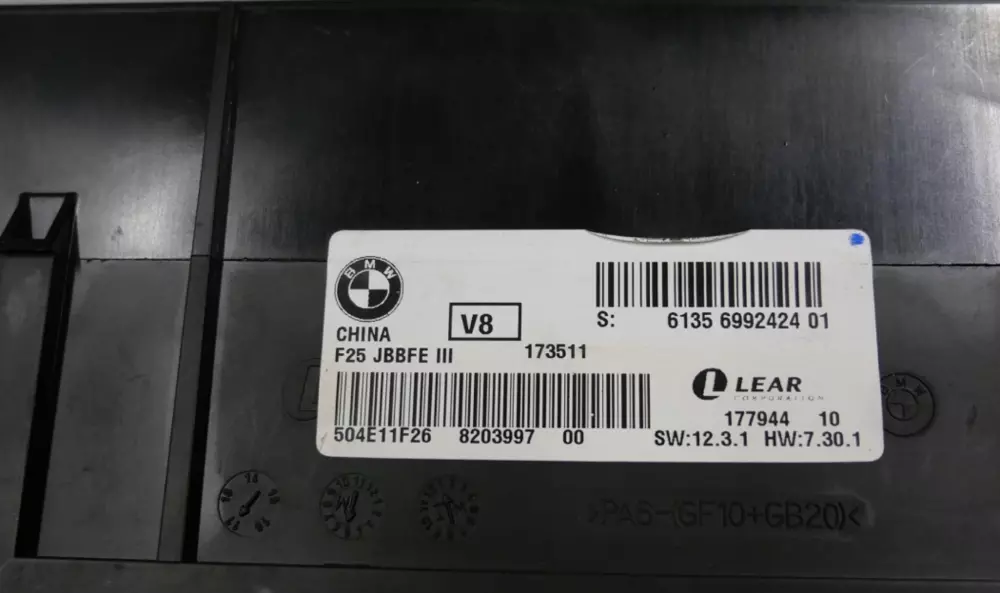 BMW
CHINA
V8
F25 JBBFE III
173511
S: 6135 6992424 01
LEAR
CORPORATION
504E11F26 8203997 00
177944 10
SW:12.3.1 HW:7.30.1
BMW
>PA6-(GF10+GB20)<